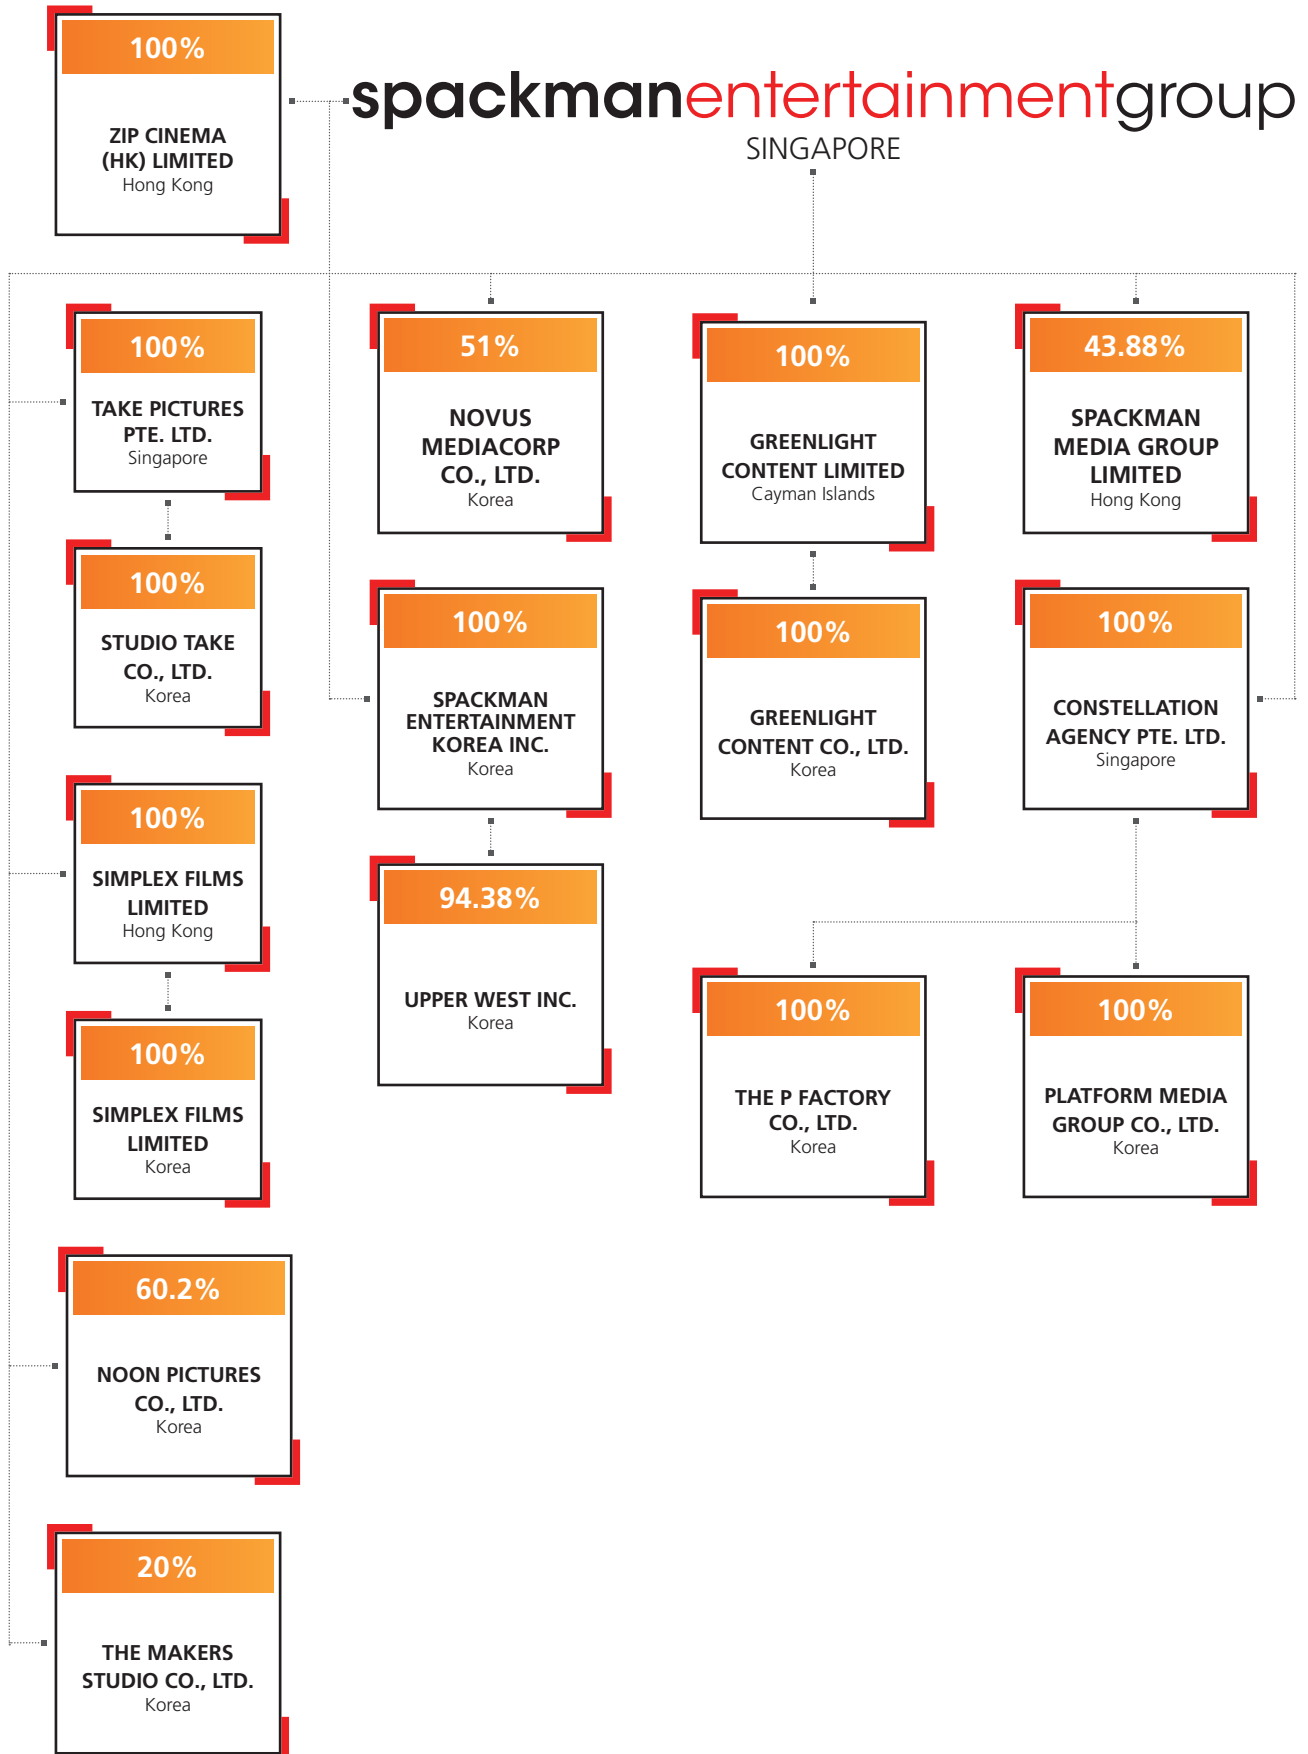 100%
ZIP CINEMA
(HK) LIMITED
Hong Kong
spackmanentertainmentgroup
SINGAPORE
100%
TAKE PICTURES
PTE. LTD.
Singapore
100%
STUDIO TAKE
CO., LTD.
Korea
100%
SIMPLEX FILMS
LIMITED
Hong Kong
100%
SIMPLEX FILMS
LIMITED
Korea
60.2%
NOON PICTURES
CO., LTD.
Korea
20%
THE MAKERS
STUDIO CO., LTD.
Korea
51%
NOVUS
MEDIACORP
CO., LTD.
Korea
100%
SPACKMAN
ENTERTAINMENT
KOREA INC.
Korea
94.38%
UPPER WEST INC.
Korea
100%
GREENLIGHT
CONTENT LIMITED
Cayman Islands
100%
GREENLIGHT
CONTENT CO., LTD.
Korea
43.88%
SPACKMAN
MEDIA GROUP
LIMITED
Hong Kong
100%
CONSTELLATION
AGENCY PTE. LTD.
Singapore
100%
THE P FACTORY
CO., LTD.
Korea
100%
PLATFORM MEDIA
GROUP CO., LTD.
Korea